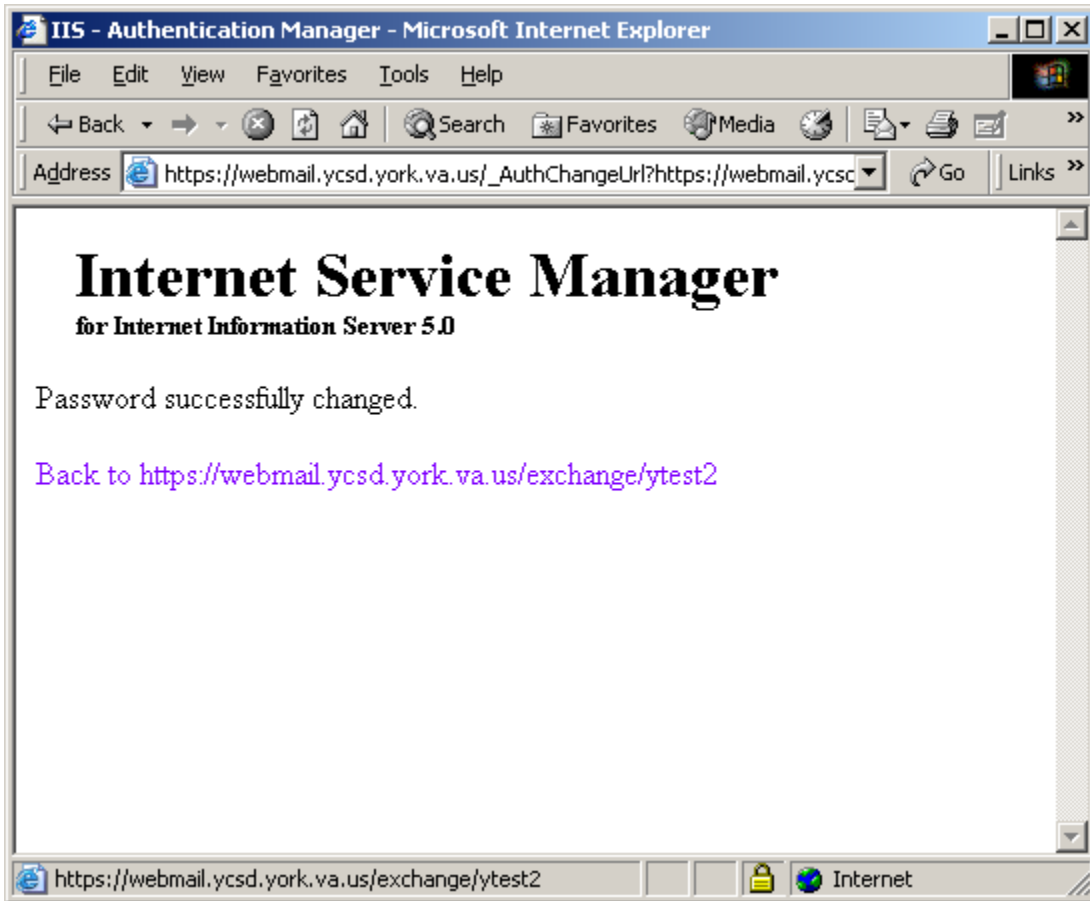 IIS - Authentication Manager - Microsoft Internet Explorer
File Edit View Favorites Tools Help
Back Search Favorites Media »
Address https://webmail.ycsd.york.va.us/_AuthChangeUrl?https://webmail.ycsc Go Links »
Internet Service Manager
for Internet Information Server 5.0
Password successfully changed.
Back to https://webmail.ycsd.york.va.us/exchange/ytest2
https://webmail.ycsd.york.va.us/exchange/ytest2 Internet